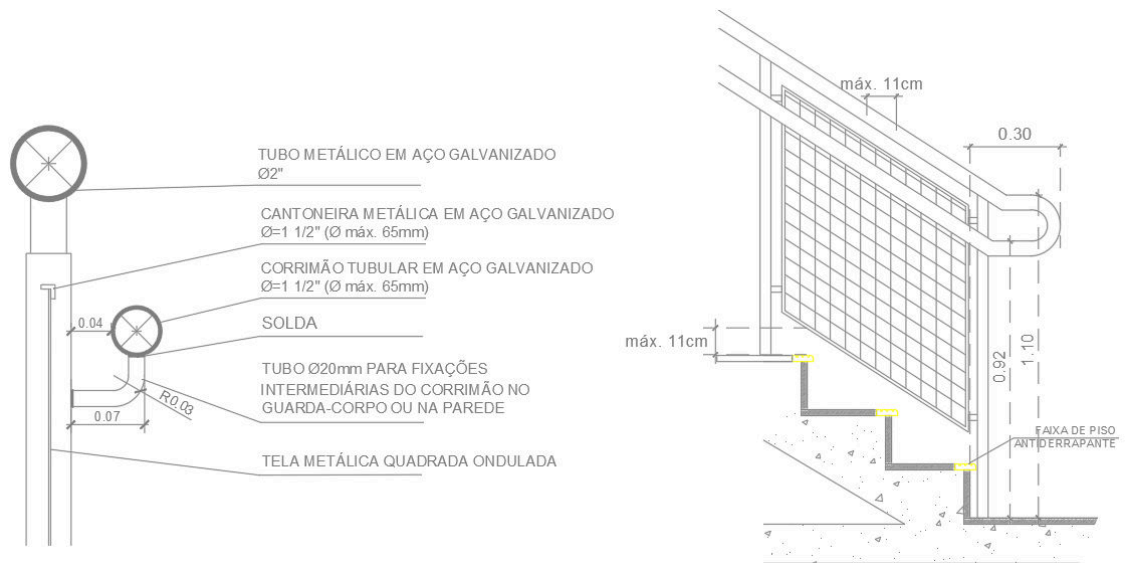 TUBO METÁLICO EM AÇO GALVANIZADO
Ø2"
CANTONEIRA METÁLICA EM AÇO GALVANIZADO
Ø=1 1/2" (Ø máx. 65mm)
CORRIMÃO TUBULAR EM AÇO GALVANIZADO
Ø=1 1/2" (Ø máx. 65mm)
0.04
SOLDA
TUBO Ø20mm PARA FIXAÇÕES
INTERMEDIÁRIAS DO CORRIMÃO NO
GUARDA-CORPO OU NA PAREDE
R0.03
0.07
TELA METÁLICA QUADRADA ONDULADA
máx. 11cm
0.30
máx. 11cm
0.92
1.10
FAIXA DE PISO
ANTIDERRAPANTE